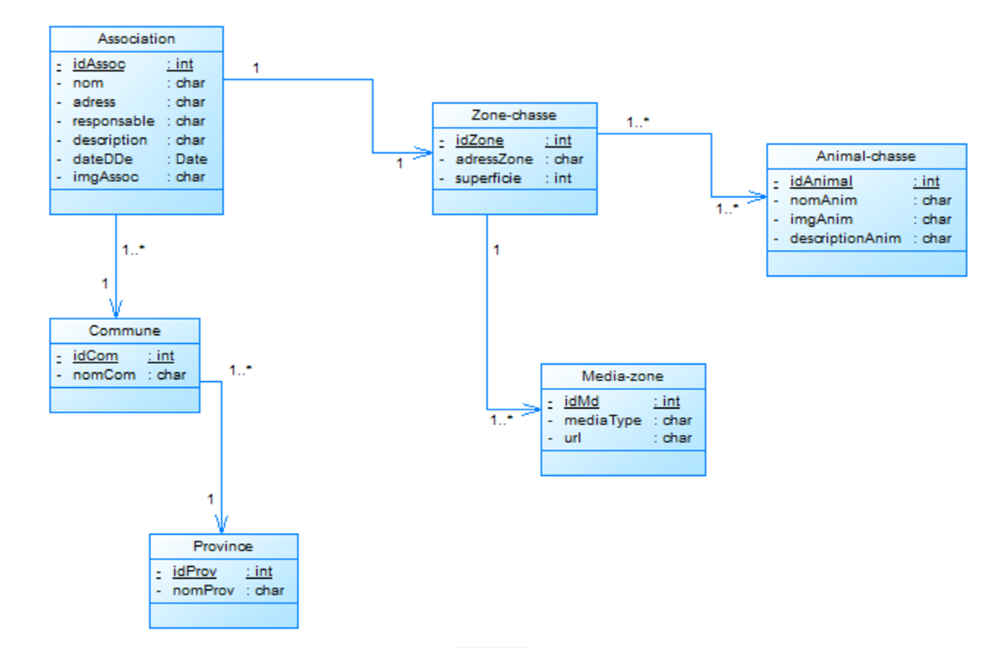 Association
- idAssoc : int
- nom : char
- adress : char
- responsable : char
- description : char
- dateDDe : Date
- imgAssoc : char
1
1
Zone-chasse
- idZone : int
- adressZone : char
- superficie : int
1..*
1..*
Animal-chasse
- idAnimal : int
- nomAnim : char
- imgAnim : char
- descriptionAnim : char
1..*
1
Commune
- idCom : int
- nomCom : char
1
1..*
Media-zone
- idMd : int
- mediaType : char
- url : char
1..*
1
Province
- idProv : int
- nomProv : char